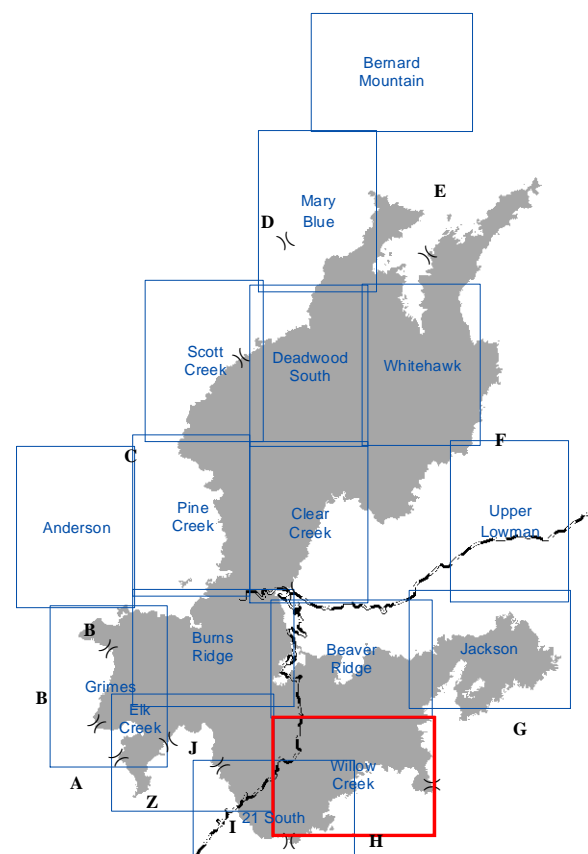 Bernard
Mountain
E
Mary
Blue
D
Scott
Creek
Deadwood
South
Whitehawk
F
C
Pine
Creek
Upper
Lowman
Anderson
Clear
Creek
B
Burns
Ridge
Beaver
Ridge
Jackson
B
Grimes
Elk
Creek
G
J
Willow
Creek
A
Z
I
21 South
H